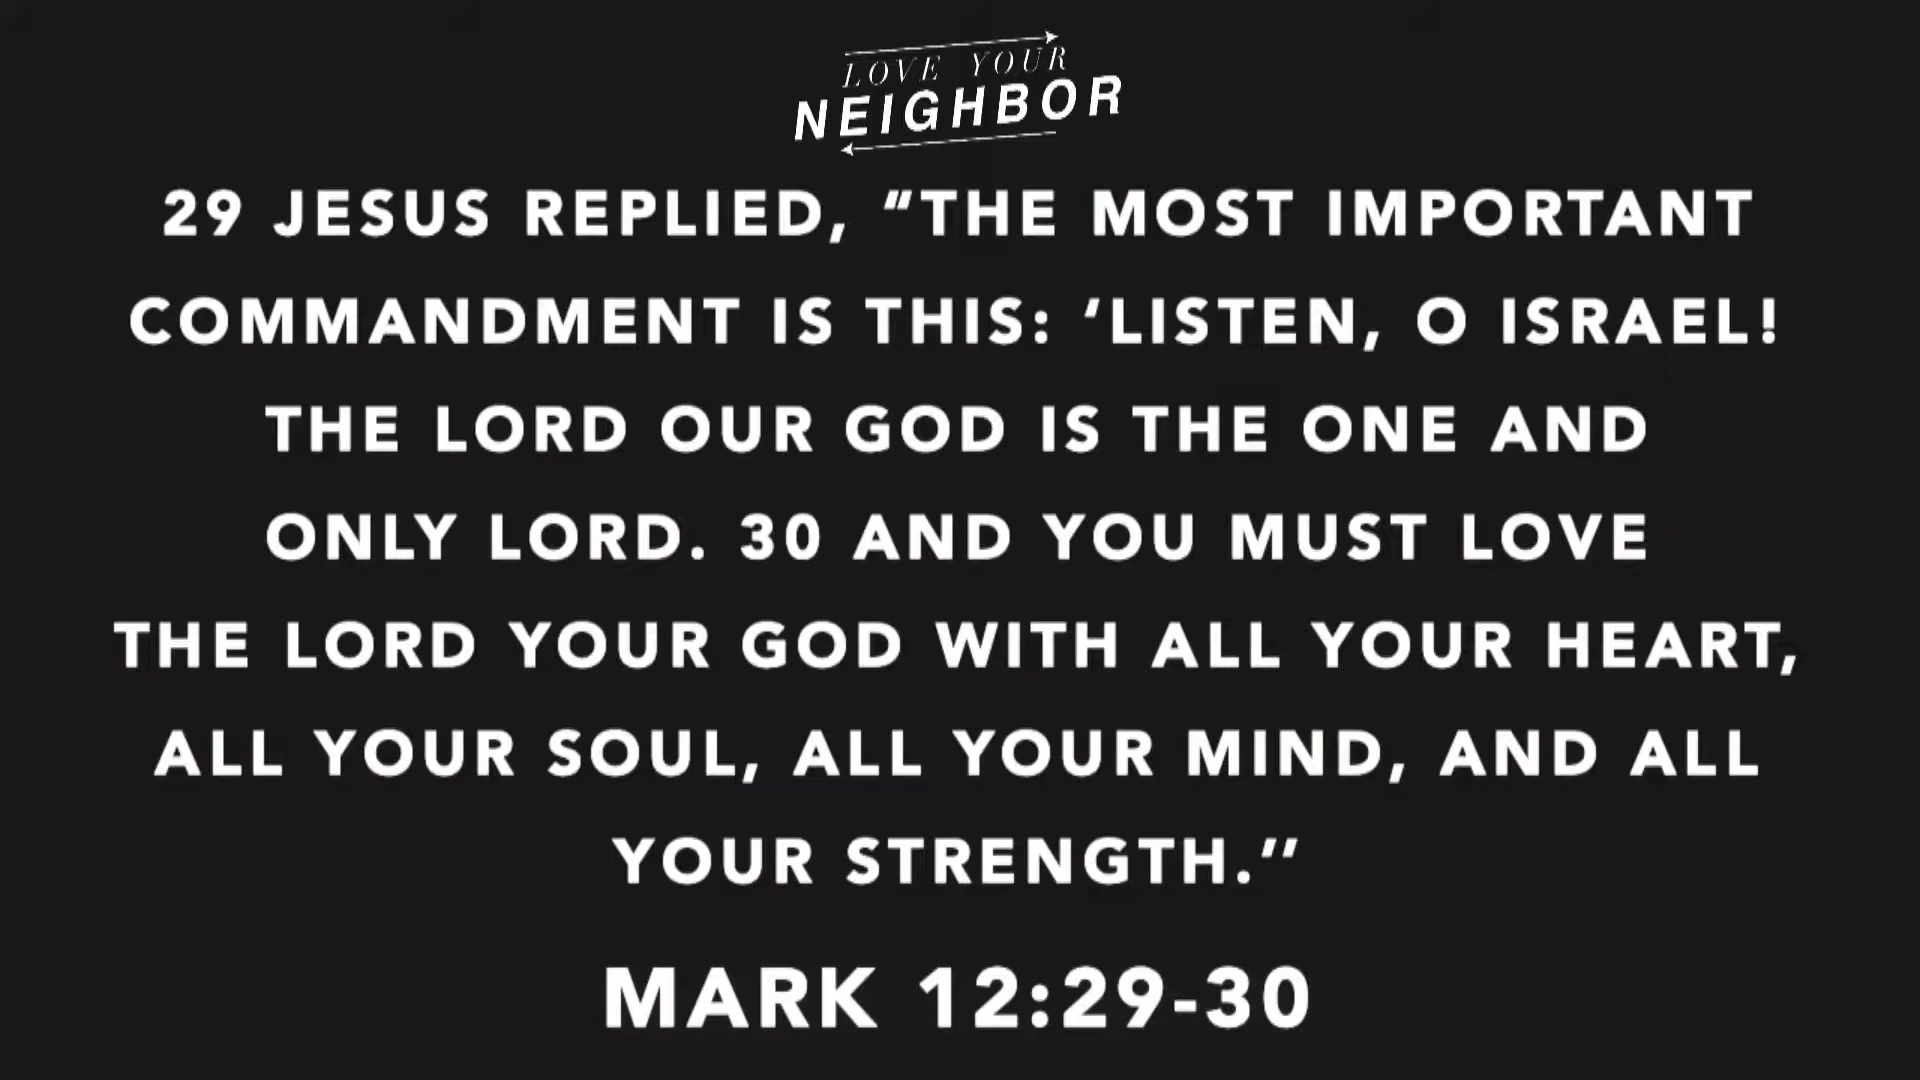 LOVE YOUR
NEIGHBOR
29 JESUS REPLIED, “THE MOST IMPORTANT
COMMANDMENT IS THIS: ‘LISTEN, O ISRAEL!
THE LORD OUR GOD IS THE ONE AND
ONLY LORD. 30 AND YOU MUST LOVE
THE LORD YOUR GOD WITH ALL YOUR HEART,
ALL YOUR SOUL, ALL YOUR MIND, AND ALL
YOUR STRENGTH.’’
MARK 12:29-30